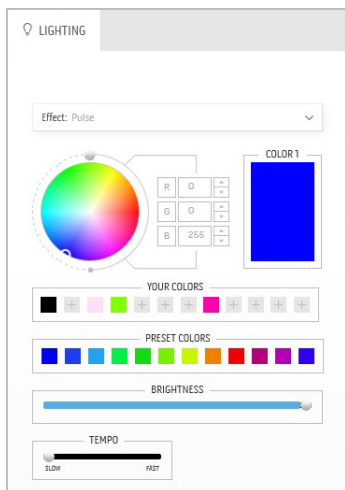 LIGHTING
Effect: Pulse
COLOR 1
R 0
G 0
B 255
YOUR COLORS
PRESET COLORS
BRIGHTNESS
TEMPO
SLOW FAST